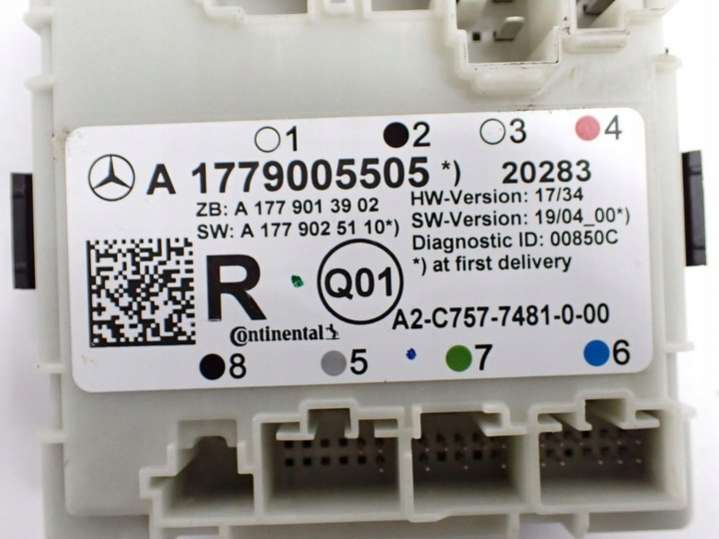 1 2 3 4
A 1779005505 *) 20283
ZB: A 177 901 39 02
HW-Version: 17/34
SW: A 177 902 51 10*)
SW-Version: 19/04_00*)
Diagnostic ID: 00850C
*) at first delivery
R Q01
A2-C757-7481-0-00
Continental
8 5 7 6